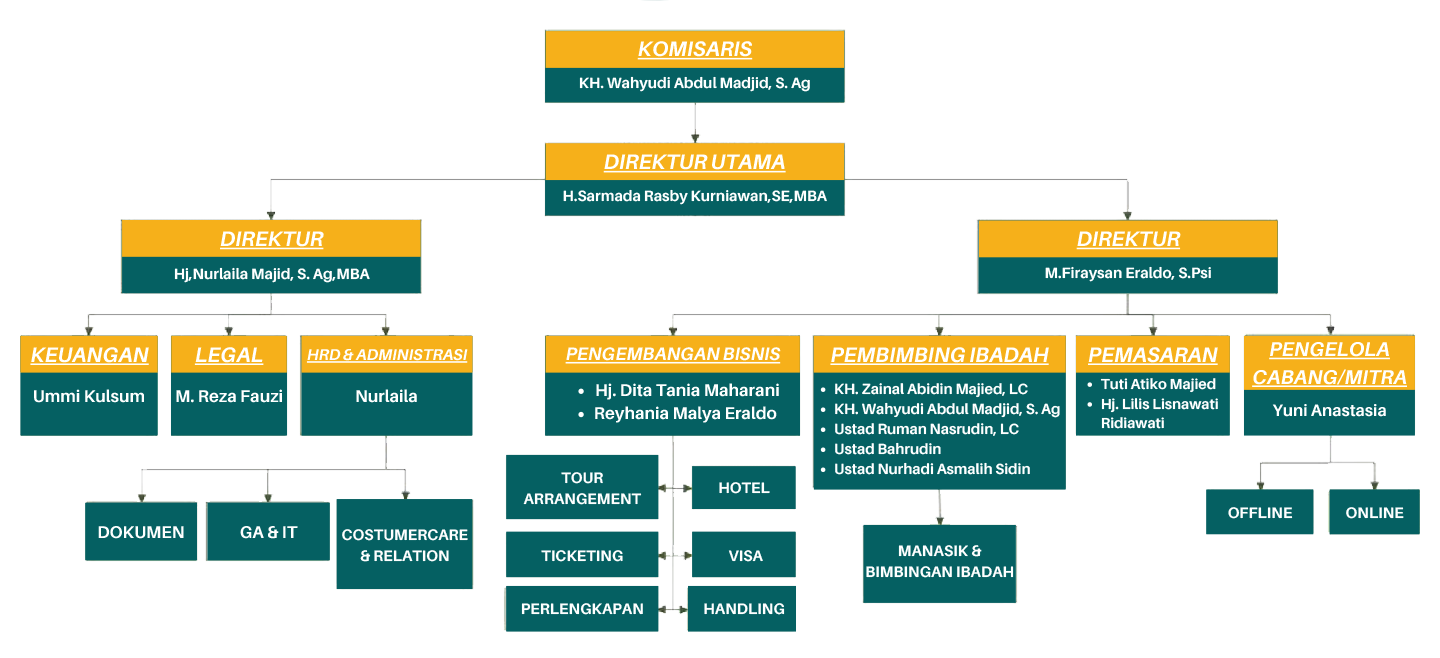 KOMISARIS
KH. Wahyudi Abdul Madjid, S. Ag
DIREKTUR UTAMA
H.Sarmada Rasby Kurniawan,SE,MBA
DIREKTUR
Hj,Nurlaila Majid, S. Ag,MBA
DIREKTUR
M.Firaysan Eraldo, S.Psi
KEUANGAN
Ummi Kulsum
LEGAL
M. Reza Fauzi
HRD & ADMINISTRASI
Nurlaila
PENGEMBANGAN BISNIS
• Hj. Dita Tania Maharani
• Reyhania Malya Eraldo
PEMBIMBING IBADAH
• KH. Zainal Abidin Majied, LC
• KH. Wahyudi Abdul Madjid, S. Ag
• Ustad Ruman Nasrudin, LC
• Ustad Bahrudin
• Ustad Nurhadi Asmalih Sidin
PEMASARAN
• Tuti Atiko Majied
• Hj. Lilis Lisnawati
Ridiawati
PENGELOLA
CABANG/MITRA
Yuni Anastasia
DOKUMEN
GA & IT
COSTUMERCARE
& RELATION
TOUR
ARRANGEMENT
HOTEL
TICKETING
VISA
PERLENGKAPAN
HANDLING
MANASIK &
BIMBINGAN IBADAH
OFFLINE
ONLINE